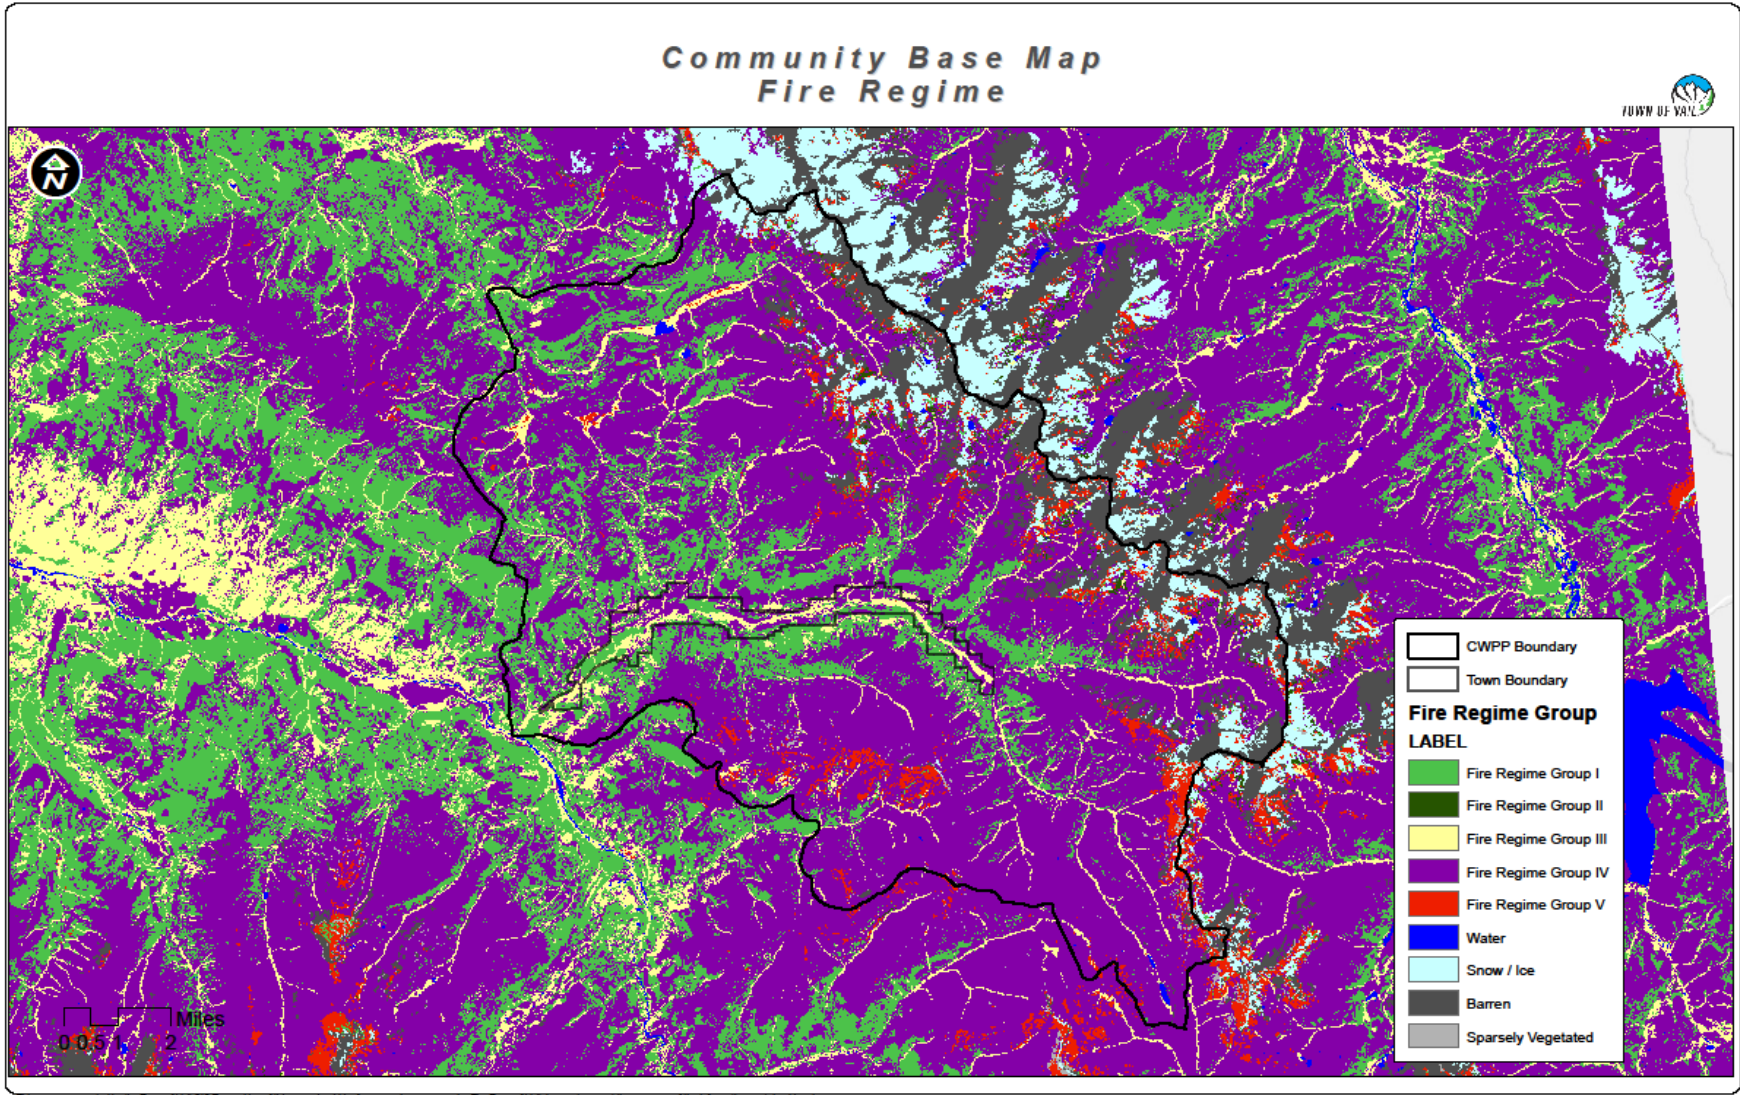 Community Base Map
Fire Regime
TOWN OF VAIL
N
CWPP Boundary
Town Boundary
Fire Regime Group
LABEL
Fire Regime Group I
Fire Regime Group II
Fire Regime Group III
Fire Regime Group IV
Fire Regime Group V
Water
Snow / Ice
Barren
Sparsely Vegetated
Miles
0 0.5 1 2